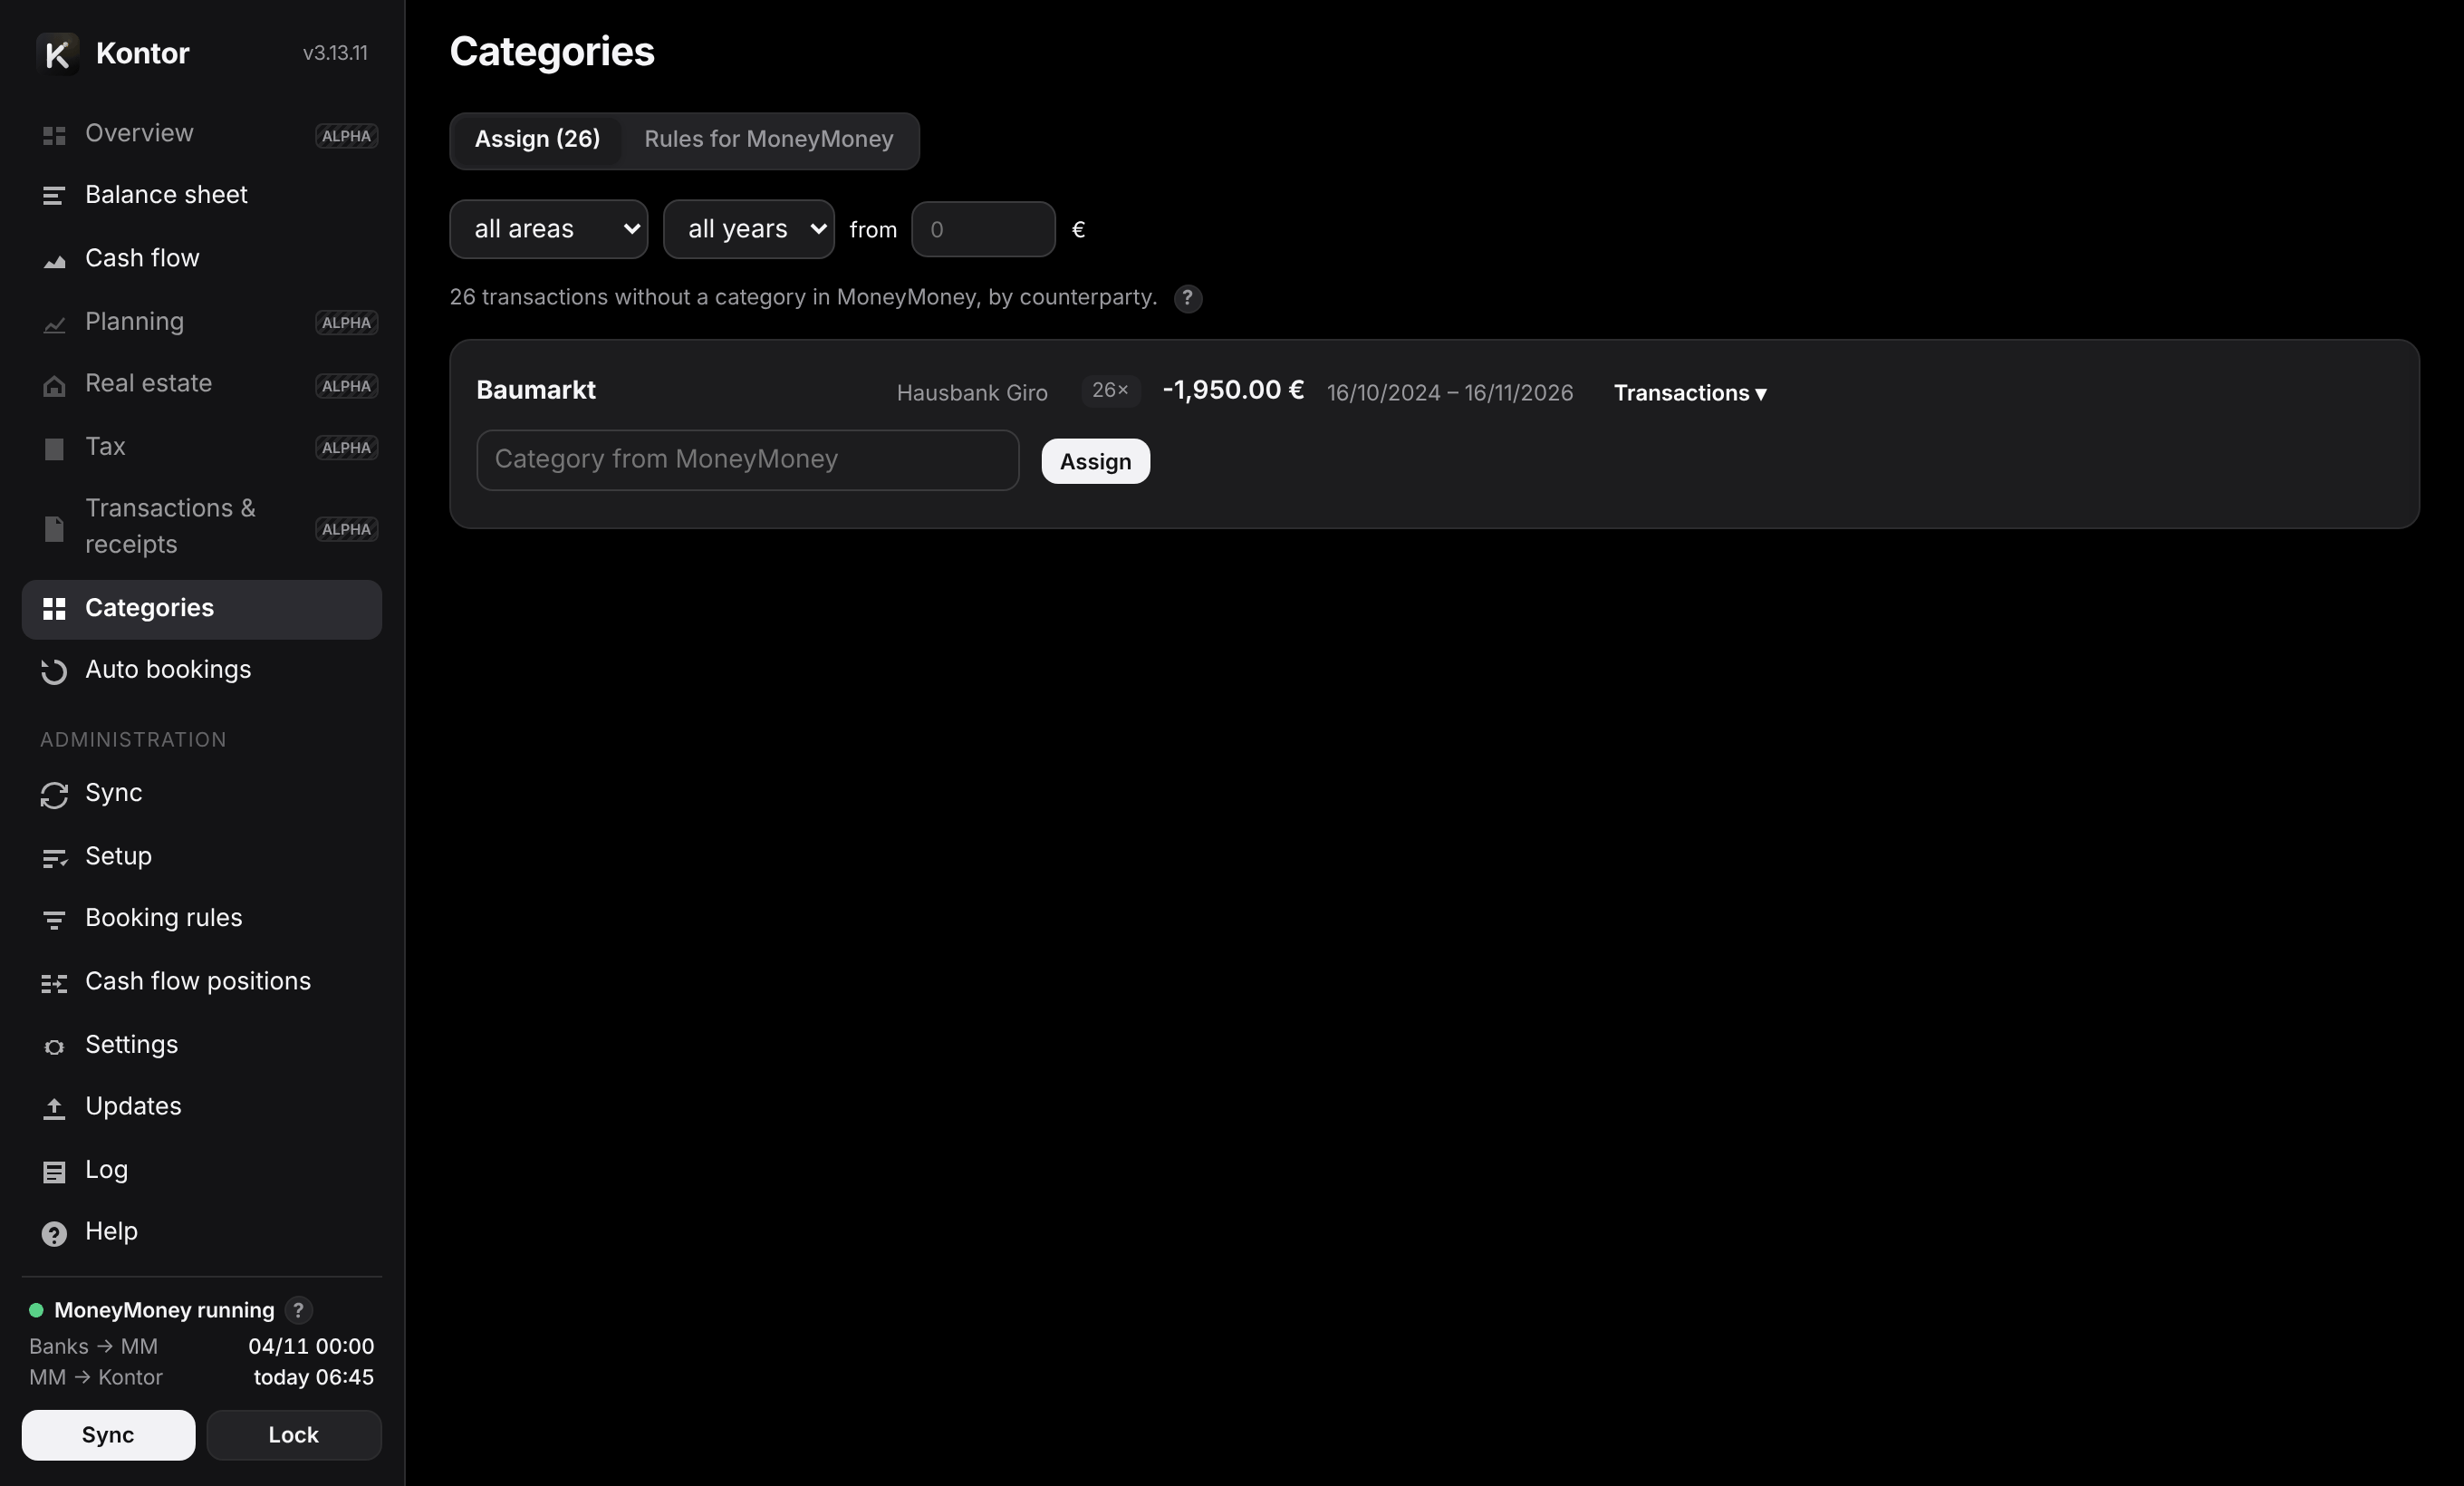 Kontor v3.13.11
Overview ALPHA
Balance sheet
Cash flow
Planning ALPHA
Real estate ALPHA
Tax ALPHA
Transactions &
receipts ALPHA
Categories
Auto bookings
ADMINISTRATION
Sync
Setup
Booking rules
Cash flow positions
Settings
Updates
Log
Help
MoneyMoney running ?
Banks → MM 04/11 00:00
MM → Kontor today 06:45
Sync Lock
Categories
Assign (26) Rules for MoneyMoney
all areas all years from 0 €
26 transactions without a category in MoneyMoney, by counterparty. ?
Baumarkt Hausbank Giro 26× -1,950.00 € 16/10/2024 – 16/11/2026 Transactions ▾
Category from MoneyMoney Assign